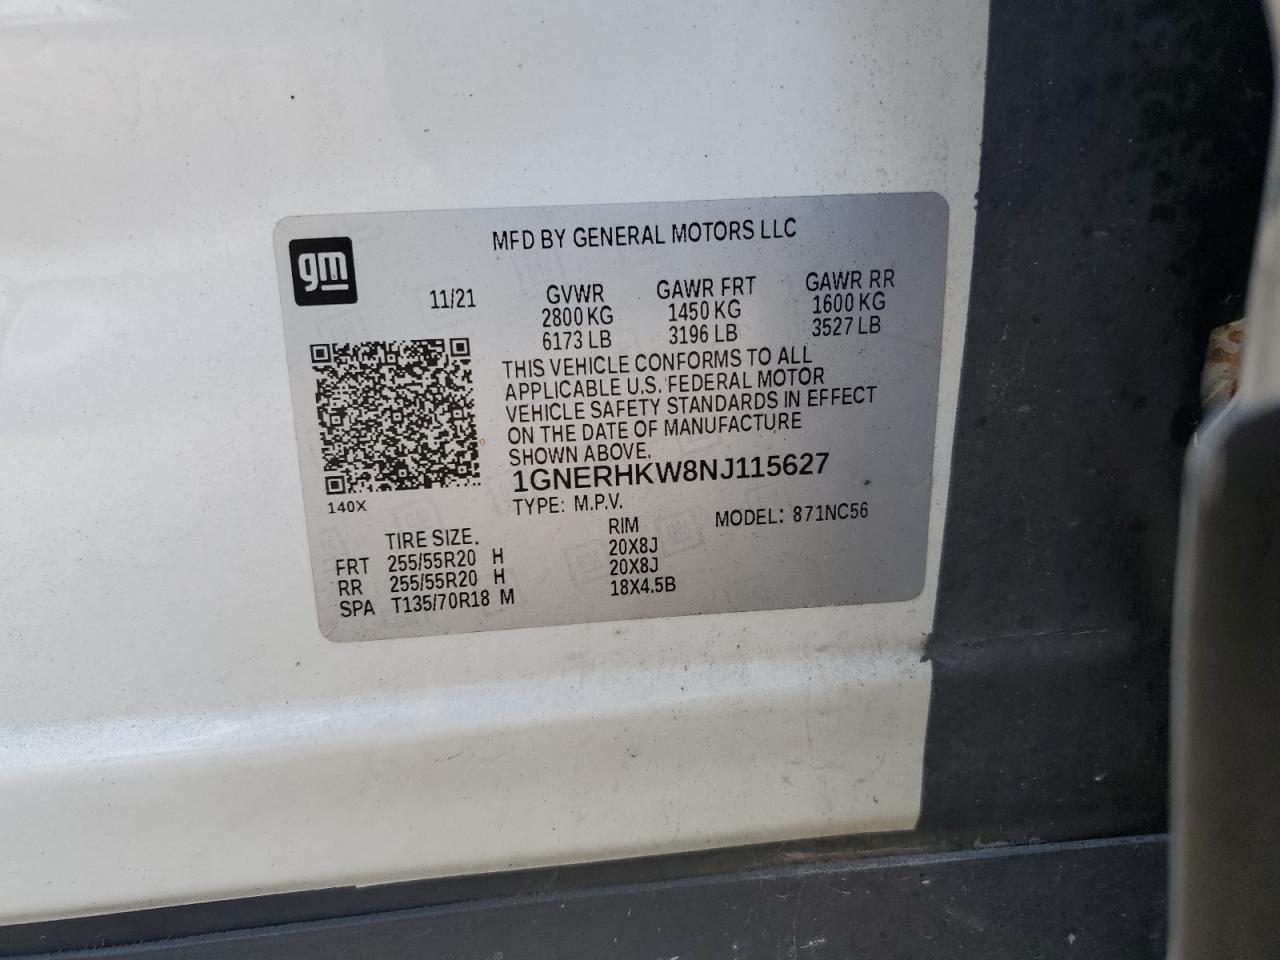 MFD BY GENERAL MOTORS LLC
gm
11/21 GVWR GAWR FRT GAWR RR
2800 KG 1450 KG 1600 KG
6173 LB 3196 LB 3527 LB
THIS VEHICLE CONFORMS TO ALL
APPLICABLE U.S. FEDERAL MOTOR
VEHICLE SAFETY STANDARDS IN EFFECT
ON THE DATE OF MANUFACTURE
SHOWN ABOVE.
1GNERHKW8NJ115627
140X
TYPE: M.P.V.
MODEL: 871NC56
TIRE SIZE. RIM
FRT 255/55R20 H 20X8J
RR 255/55R20 H 20X8J
SPA T135/70R18 M 18X4.5B